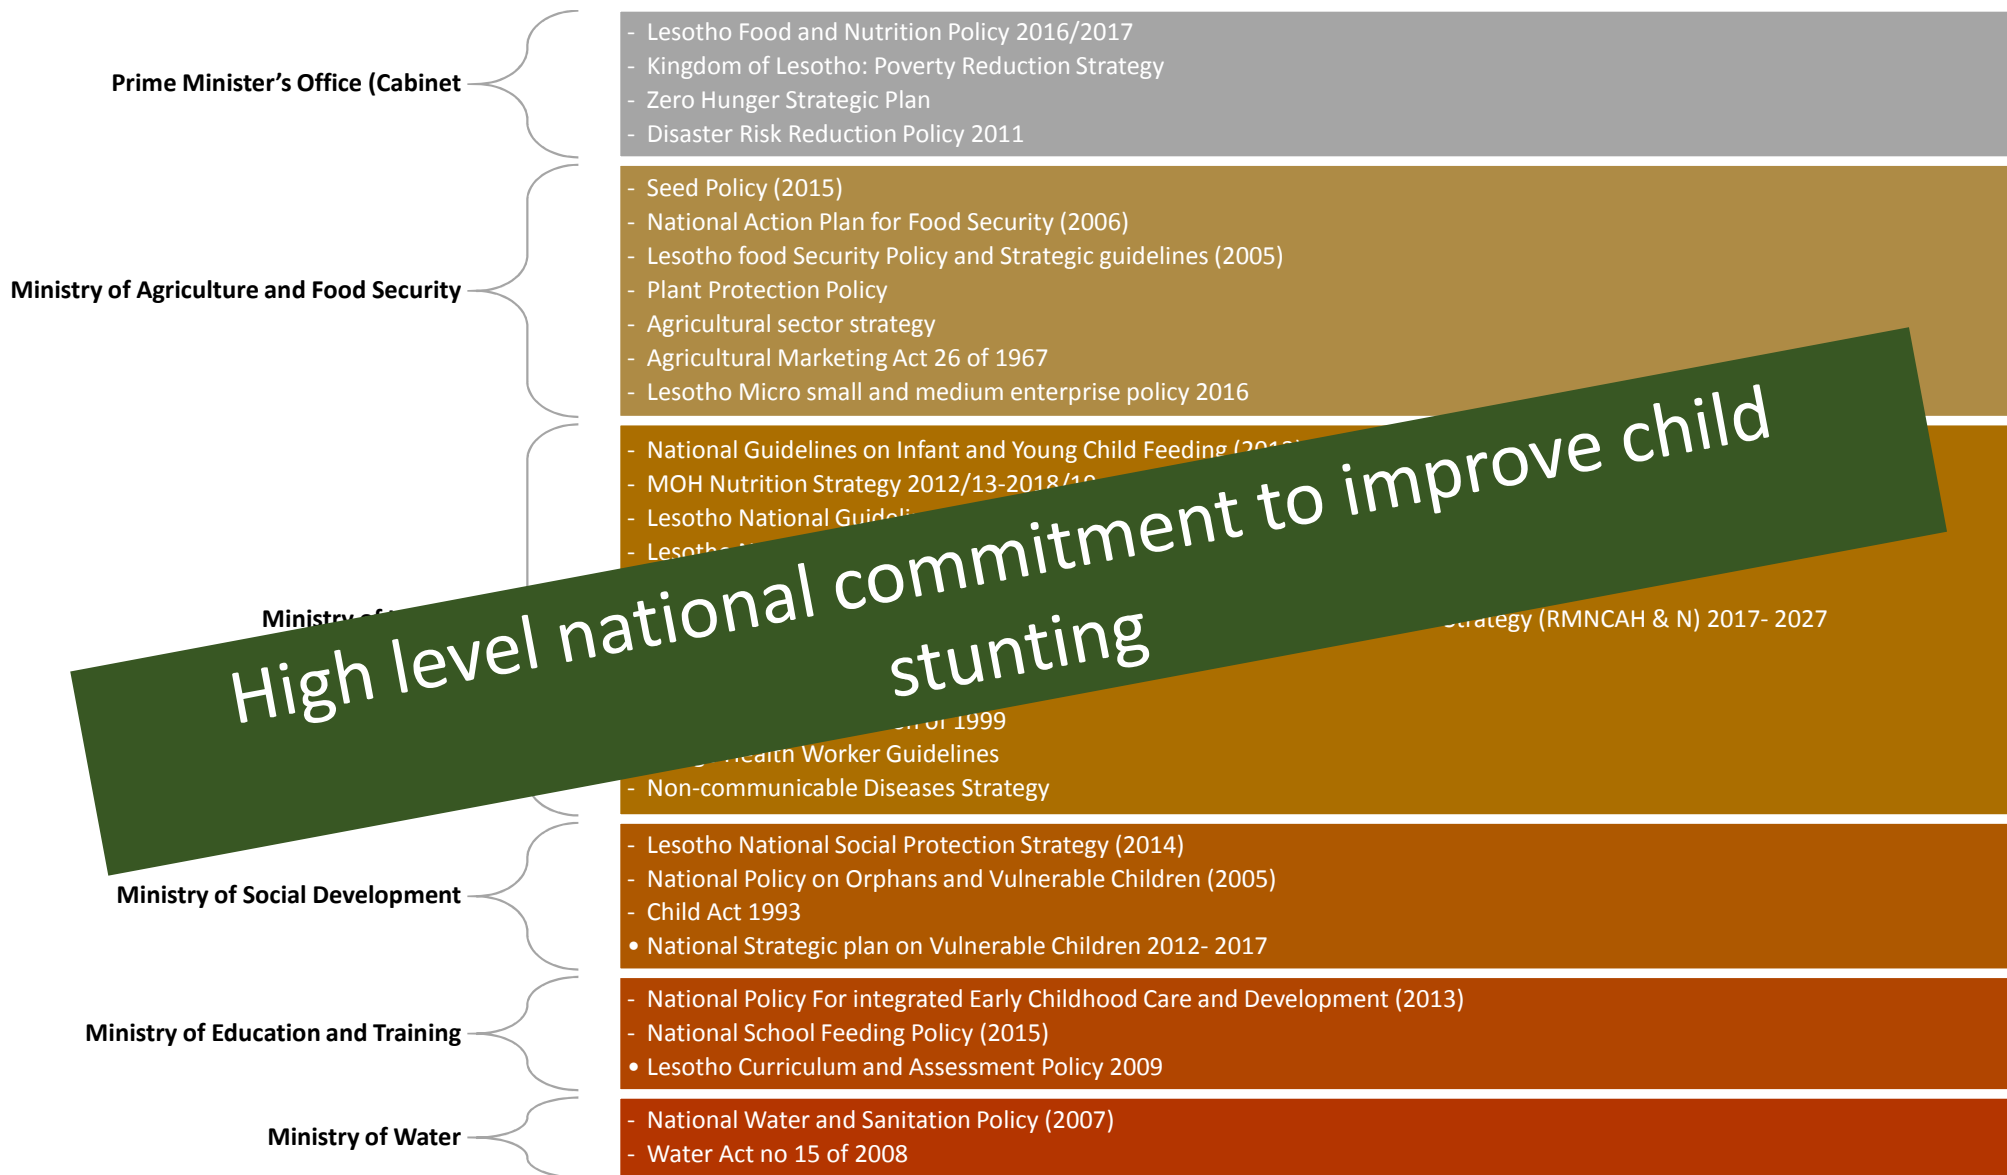 Prime Minister’s Office (Cabinet
- Lesotho Food and Nutrition Policy 2016/2017
- Kingdom of Lesotho: Poverty Reduction Strategy
- Zero Hunger Strategic Plan
- Disaster Risk Reduction Policy 2011
Ministry of Agriculture and Food Security
- Seed Policy (2015)
- National Action Plan for Food Security (2006)
- Lesotho food Security Policy and Strategic guidelines (2005)
- Plant Protection Policy
- Agricultural sector strategy
- Agricultural Marketing Act 26 of 1967
- Lesotho Micro small and medium enterprise policy 2016
Ministry of
- National Guidelines on Infant and Young Child Feeding
- MOH Nutrition Strategy 2012/13-2018/19
- Lesotho National
- Lesotho
Strategy (RMNCAH & N) 2017- 2027
of 1999
Health Worker Guidelines
- Non-communicable Diseases Strategy
High level national commitment to improve child
stunting
Ministry of Social Development
- Lesotho National Social Protection Strategy (2014)
- National Policy on Orphans and Vulnerable Children (2005)
- Child Act 1993
• National Strategic plan on Vulnerable Children 2012- 2017
Ministry of Education and Training
- National Policy For integrated Early Childhood Care and Development (2013)
- National School Feeding Policy (2015)
• Lesotho Curriculum and Assessment Policy 2009
Ministry of Water
- National Water and Sanitation Policy (2007)
- Water Act no 15 of 2008